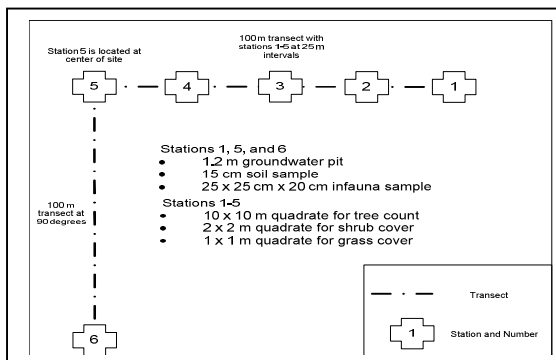 Station 5 is located at
center of site
100 m transect with
stations 1-5 at 25 m
intervals
5
4
3
2
1
Stations 1, 5, and 6
• 1.2 m groundwater pit
• 15 cm soil sample
• 25 x 25 cm x 20 cm infauna sample
Stations 1-5
• 10 x 10 m quadrate for tree count
• 2 x 2 m quadrate for shrub cover
• 1 x 1 m quadrate for grass cover
100 m
transect at
90 degrees
6
Transect
1
Station and Number